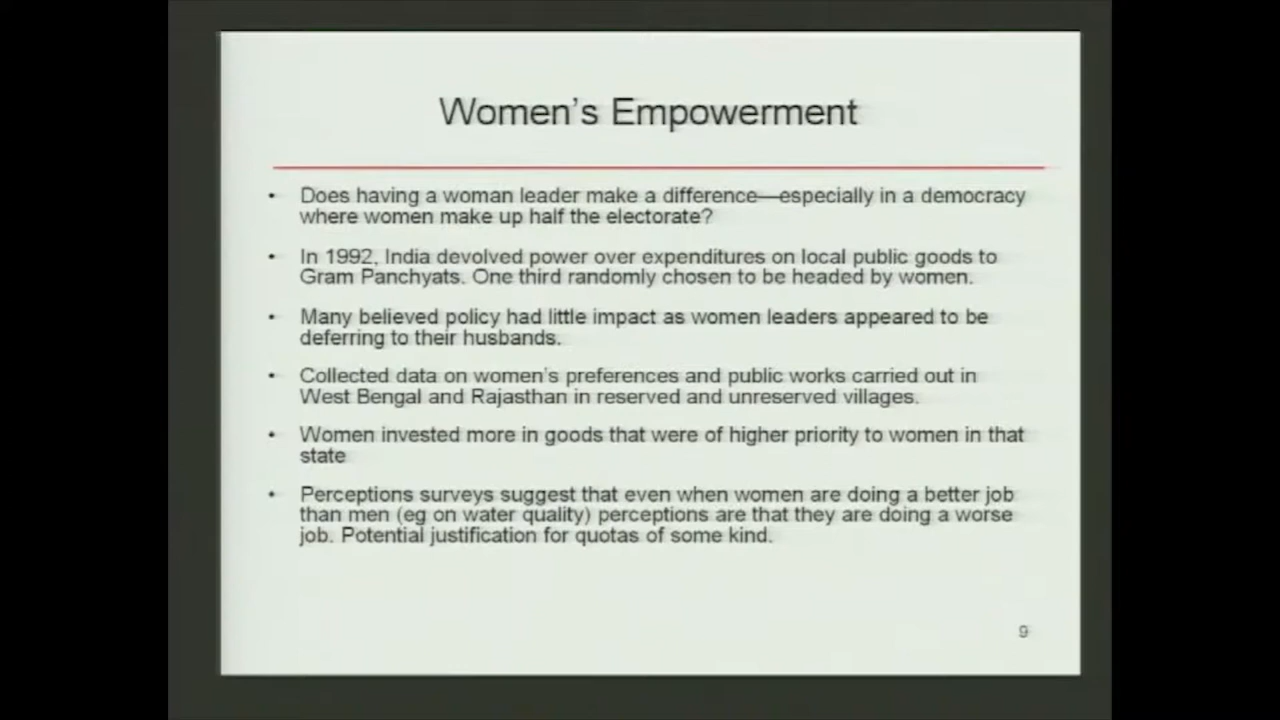 Women's Empowerment
• Does having a woman leader make a difference—especially in a democracy
where women make up half the electorate?
• In 1992, India devolved power over expenditures on local public goods to
Gram Panchyats. One third randomly chosen to be headed by women.
• Many believed policy had little impact as women leaders appeared to be
deferring to their husbands.
• Collected data on women's preferences and public works carried out in
West Bengal and Rajasthan in reserved and unreserved villages.
• Women invested more in goods that were of higher priority to women in that
state
• Perceptions surveys suggest that even when women are doing a better job
than men (eg on water quality) perceptions are that they are doing a worse
job. Potential justification for quotas of some kind.
9